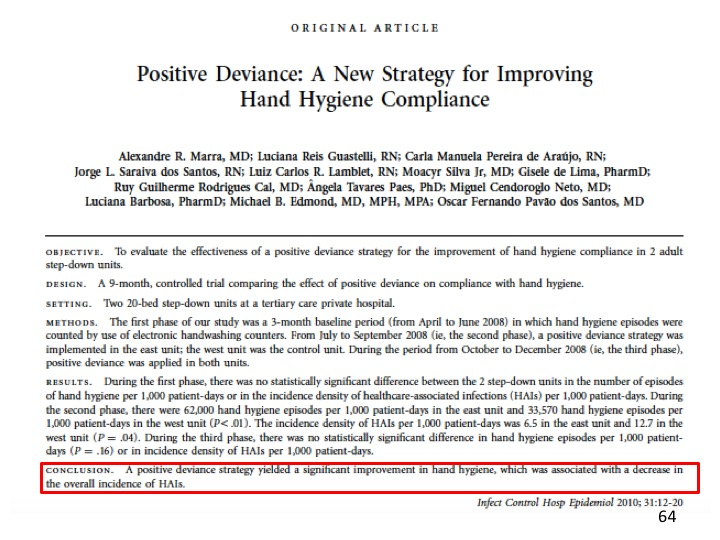 ORIGINAL ARTICLE
Positive Deviance: A New Strategy for Improving
Hand Hygiene Compliance
Alexandre R. Marra, MD; Luciana Reis Guastelli, RN; Carla Manuela Pereira de Araújo, RN;
Jorge L. Saraiva dos Santos, RN; Luiz Carlos R. Lamblet, RN; Moacyr Silva Jr, MD; Gisele de Lima, PharmD;
Ruy Guilherme Rodrigues Cal, MD; Ângela Tavares Paes, PhD; Miguel Cendoroglo Neto, MD;
Luciana Barbosa, PharmD; Michael B. Edmond, MD, MPH, MPA; Oscar Fernando Pavão dos Santos, MD
OBJECTIVE. To evaluate the effectiveness of a positive deviance strategy for the improvement of hand hygiene compliance in 2 adult
step-down units.
DESIGN. A 9-month, controlled trial comparing the effect of positive deviance on compliance with hand hygiene.
SETTING. Two 20-bed step-down units at a tertiary care private hospital.
METHODS. The first phase of our study was a 3-month baseline period (from April to June 2008) in which hand hygiene episodes were
counted by use of electronic handwashing counters. From July to September 2008 (ie, the second phase), a positive deviance strategy was
implemented in the east unit; the west unit was the control unit. During the period from October to December 2008 (ie, the third phase),
positive deviance was applied in both units.
RESULTS. During the first phase, there was no statistically significant difference between the 2 step-down units in the number of episodes
of hand hygiene per 1,000 patient-days or in the incidence density of healthcare-associated infections (HAIs) per 1,000 patient-days. During
the second phase, there were 62,000 hand hygiene episodes per 1,000 patient-days in the east unit and 33,570 hand hygiene episodes per
1,000 patient-days in the west unit (P< .01). The incidence density of HAIs per 1,000 patient-days was 6.5 in the east unit and 12.7 in the
west unit (P = .04). During the third phase, there was no statistically significant difference in hand hygiene episodes per 1,000 patient-
days (P = .16) or in incidence density of HAIs per 1,000 patient-days.
CONCLUSION. A positive deviance strategy yielded a significant improvement in hand hygiene, which was associated with a decrease in
the overall incidence of HAIs.
Infect Control Hosp Epidemiol 2010; 31:12-20
64